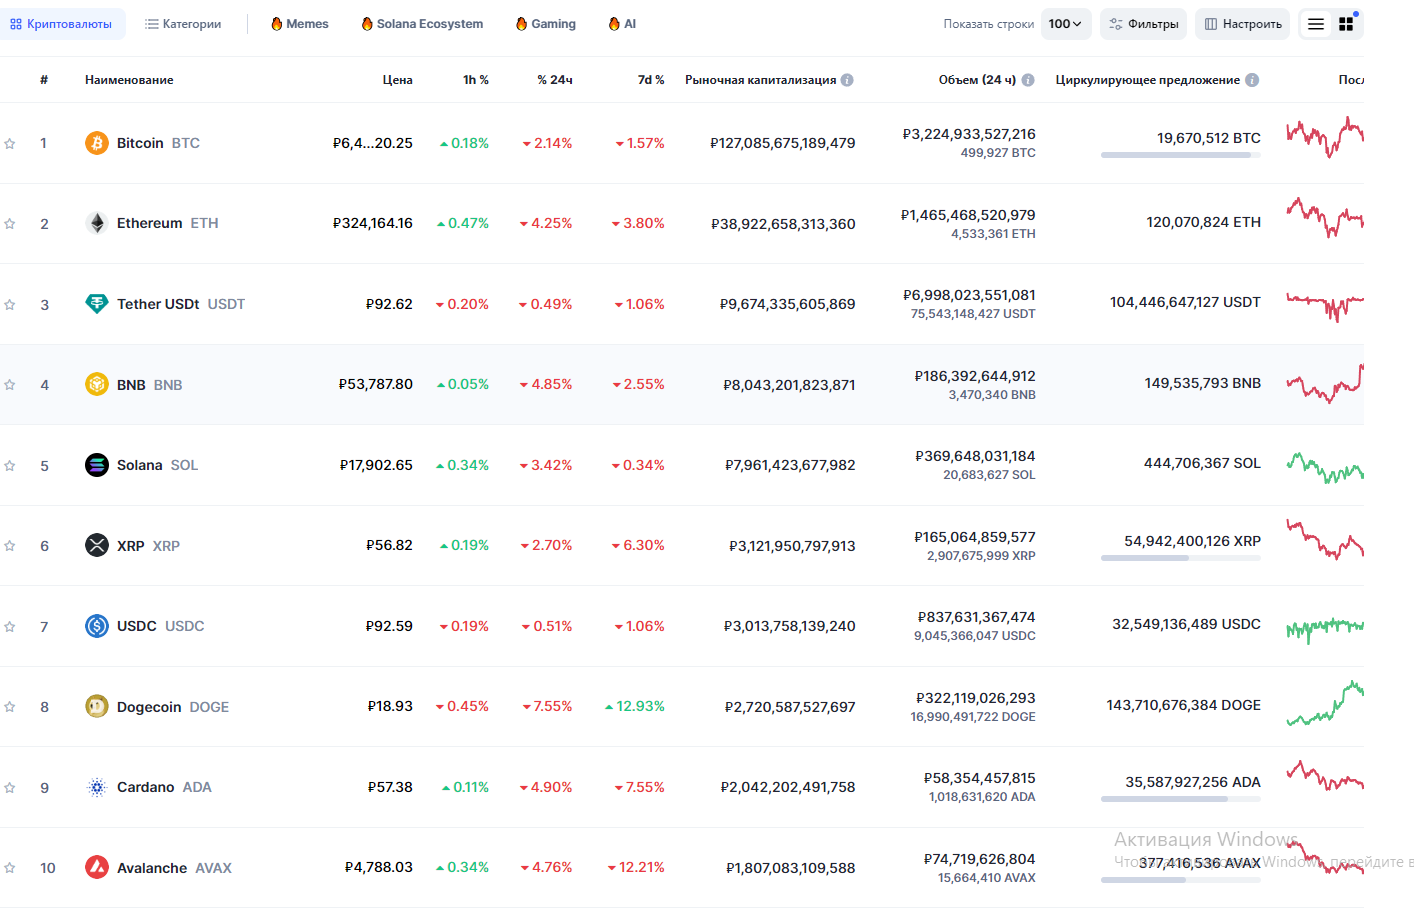 Криптовалюты Категории Memes Solana Ecosystem Gaming AI Показать строки 100 Фильтры Настроить
# Наименование Цена 1h % % 24ч 7d % Рыночная капитализация Объем (24 ч) Циркулирующее предложение Посл
1 Bitcoin BTC ₽6,4...20.25 0.18% 2.14% 1.57% ₽127,085,675,189,479 ₽3,224,933,527,216 19,670,512 BTC
499,927 BTC
2 Ethereum ETH ₽324,164.16 0.47% 4.25% 3.80% ₽38,922,658,313,360 ₽1,465,468,520,979 120,070,824 ETH
4,533,361 ETH
3 Tether USDt USDT ₽92.62 0.20% 0.49% 1.06% ₽9,674,335,605,869 ₽6,998,023,551,081 104,446,647,127 USDT
75,543,148,427 USDT
4 BNB BNB ₽53,787.80 0.05% 4.85% 2.55% ₽8,043,201,823,871 ₽186,392,644,912 149,535,793 BNB
3,470,340 BNB
5 Solana SOL ₽17,902.65 0.34% 3.42% 0.34% ₽7,961,423,677,982 ₽369,648,031,184 444,706,367 SOL
20,683,627 SOL
6 XRP XRP ₽56.82 0.19% 2.70% 6.30% ₽3,121,950,797,913 ₽165,064,859,577 54,942,400,126 XRP
2,907,675,999 XRP
7 USDC USDC ₽92.59 0.19% 0.51% 1.06% ₽3,013,758,139,240 ₽837,631,367,474 32,549,136,489 USDC
9,045,366,047 USDC
8 Dogecoin DOGE ₽18.93 0.45% 7.55% 12.93% ₽2,720,587,527,697 ₽322,119,026,293 143,710,676,384 DOGE
16,990,491,722 DOGE
9 Cardano ADA ₽57.38 0.11% 4.90% 7.55% ₽2,042,202,491,758 ₽58,354,457,815 35,587,927,256 ADA
1,018,631,620 ADA
Активация Windows
10 Avalanche AVAX ₽4,788.03 0.34% 4.76% 12.21% ₽1,807,083,109,588 ₽74,719,626,804 AVAX
Windows, перейдите в
15,664,410 AVAX